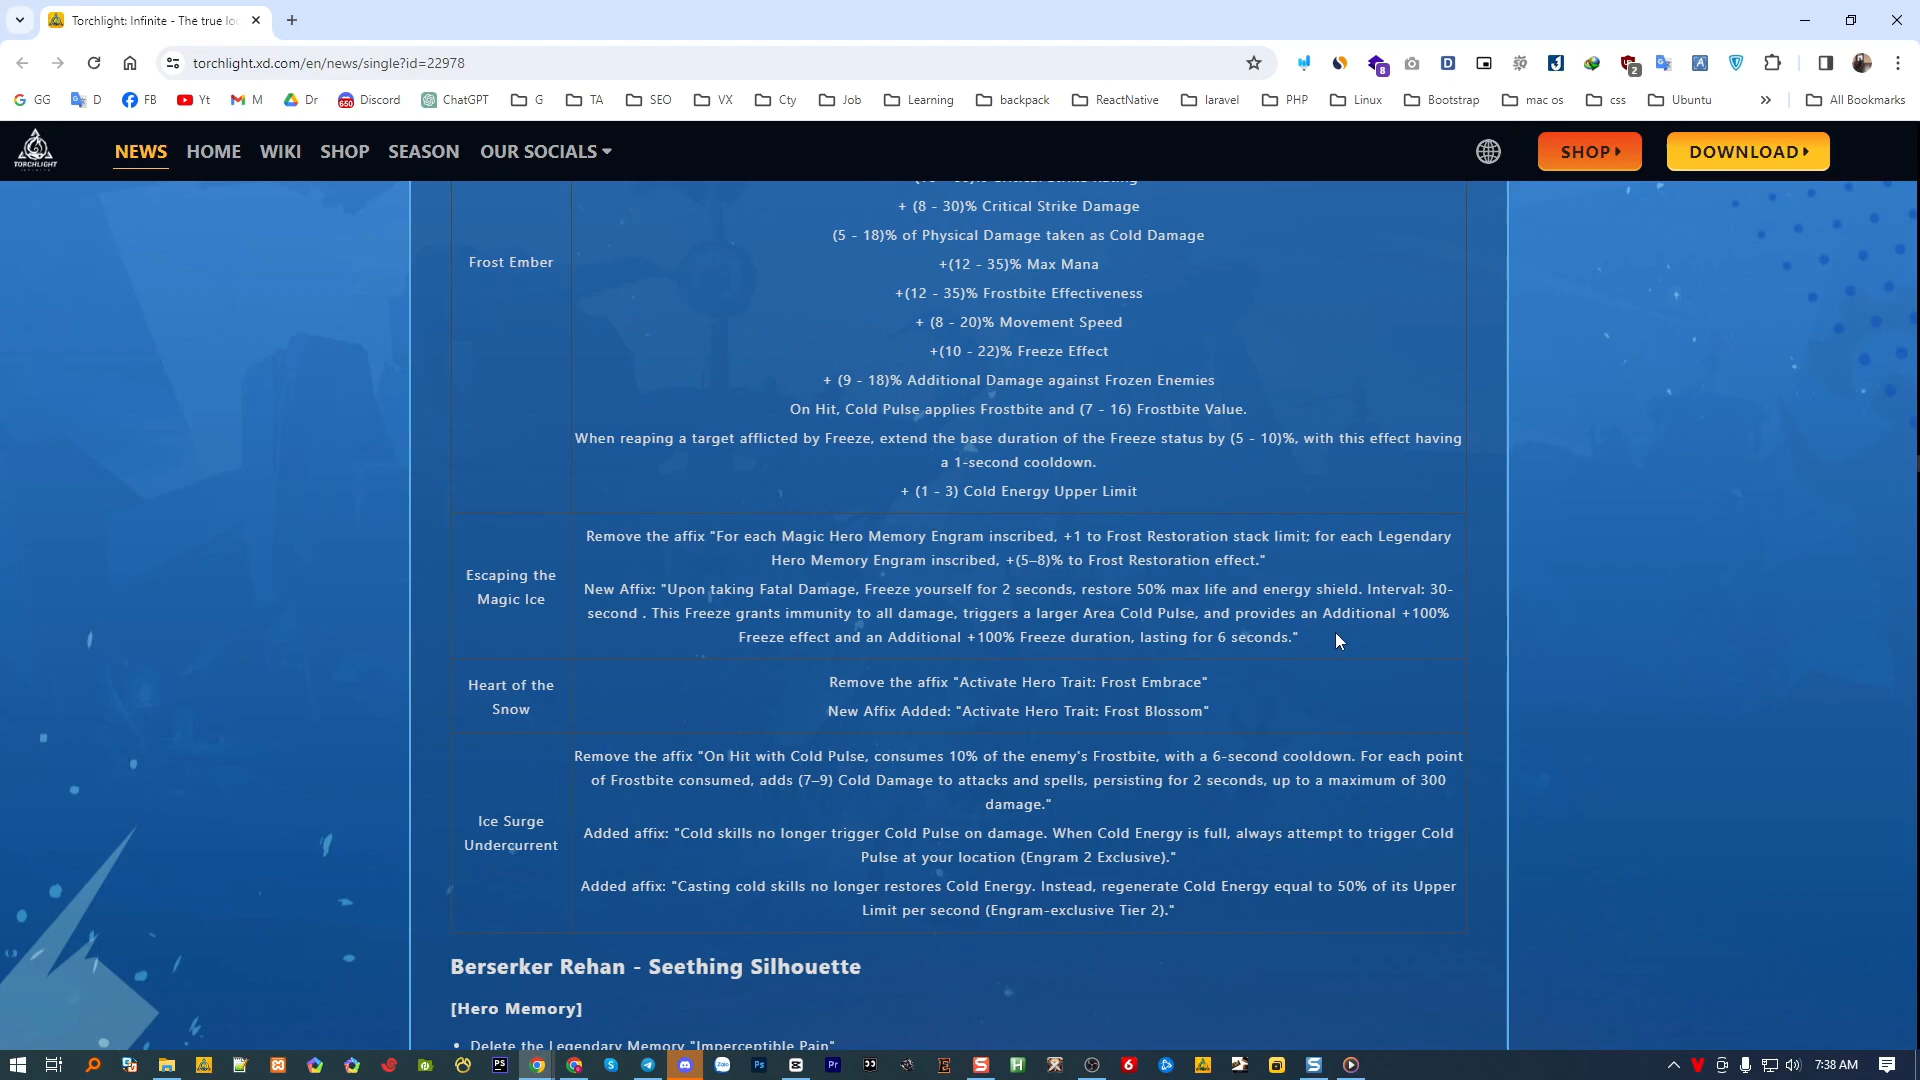 Torchlight: Infinite - The true lo
torchlight.xd.com/en/news/single?id=22978
8
2
GG
D
FB
Yt
M
Dr
Discord
ChatGPT
G
TA
SEO
VX
Cty
Job
Learning
backpack
ReactNative
laravel
PHP
Linux
Bootstrap
mac os
css
Ubuntu
All Bookmarks
TORCHLIGHT
NEWS
HOME
WIKI
SHOP
SEASON
OUR SOCIALS
SHOP
DOWNLOAD
Frost Ember
+ (8 - 30)% Critical Strike Damage
(5 - 18)% of Physical Damage taken as Cold Damage
+(12 - 35)% Max Mana
+(12 - 35)% Frostbite Effectiveness
+ (8 - 20)% Movement Speed
+(10 - 22)% Freeze Effect
+ (9 - 18)% Additional Damage against Frozen Enemies
On Hit, Cold Pulse applies Frostbite and (7 - 16) Frostbite Value.
When reaping a target afflicted by Freeze, extend the base duration of the Freeze status by (5 - 10)%, with this effect having
a 1-second cooldown.
+ (1 - 3) Cold Energy Upper Limit
Escaping the
Magic Ice
Remove the affix "For each Magic Hero Memory Engram inscribed, +1 to Frost Restoration stack limit; for each Legendary
Hero Memory Engram inscribed, +(5–8)% to Frost Restoration effect."
New Affix: "Upon taking Fatal Damage, Freeze yourself for 2 seconds, restore 50% max life and energy shield. Interval: 30-
second . This Freeze grants immunity to all damage, triggers a larger Area Cold Pulse, and provides an Additional +100%
Freeze effect and an Additional +100% Freeze duration, lasting for 6 seconds."
Heart of the
Snow
Remove the affix "Activate Hero Trait: Frost Embrace"
New Affix Added: "Activate Hero Trait: Frost Blossom"
Ice Surge
Undercurrent
Remove the affix "On Hit with Cold Pulse, consumes 10% of the enemy's Frostbite, with a 6-second cooldown. For each point
of Frostbite consumed, adds (7–9) Cold Damage to attacks and spells, persisting for 2 seconds, up to a maximum of 300
damage."
Added affix: "Cold skills no longer trigger Cold Pulse on damage. When Cold Energy is full, always attempt to trigger Cold
Pulse at your location (Engram 2 Exclusive)."
Added affix: "Casting cold skills no longer restores Cold Energy. Instead, regenerate Cold Energy equal to 50% of its Upper
Limit per second (Engram-exclusive Tier 2)."
Berserker Rehan - Seething Silhouette
[Hero Memory]
• Delete the Legendary Memory "Imperceptible Pain"
7:38 AM